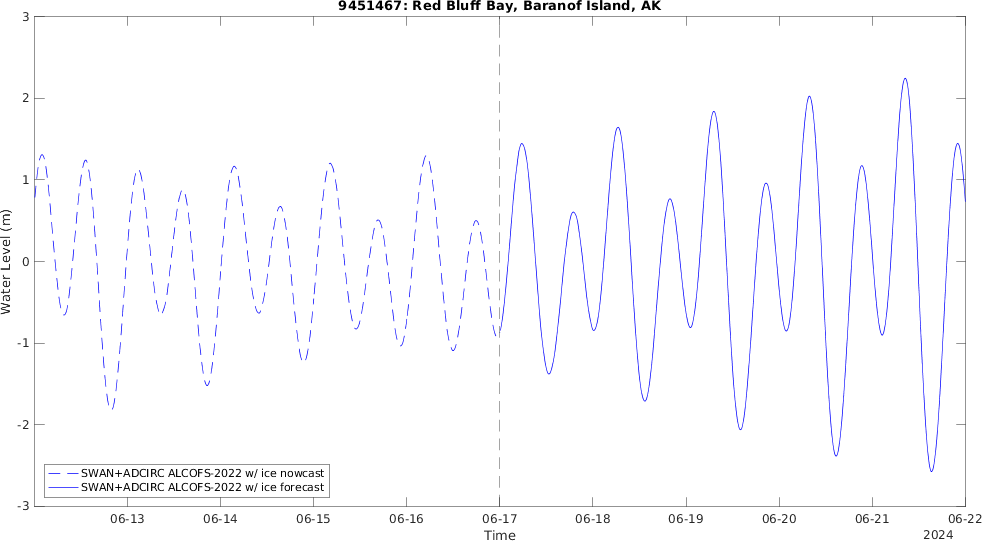 9451467: Red Bluff Bay, Baranof Island, AK
3
2
1
0
-1
-2
-3
Water Level (m)
SWAN+ADCIRC ALCOFS-2022 w/ ice nowcast
SWAN+ADCIRC ALCOFS-2022 w/ ice forecast
06-13 06-14 06-15 06-16 06-17 06-18 06-19 06-20 06-21 06-22
Time
2024